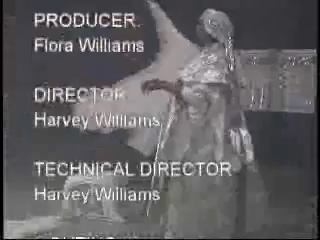 PRODUCER
Flora Williams
DIRECTOR
Harvey Williams
TECHNICAL DIRECTOR
Harvey Williams